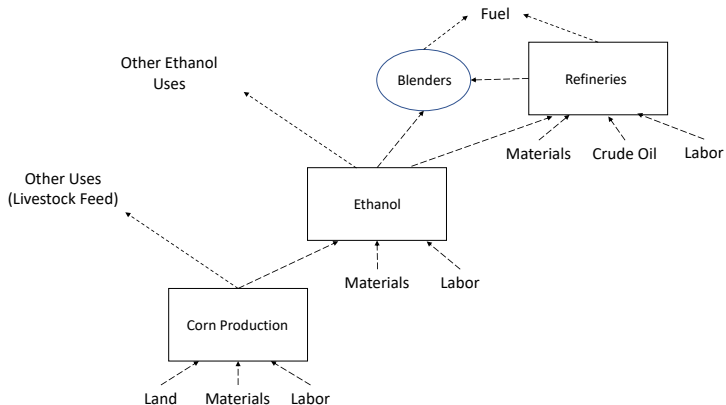 Fuel
Other Ethanol
Uses
Blenders
Refineries
Materials
Crude Oil
Labor
Other Uses
(Livestock Feed)
Ethanol
Materials
Labor
Corn Production
Land
Materials
Labor